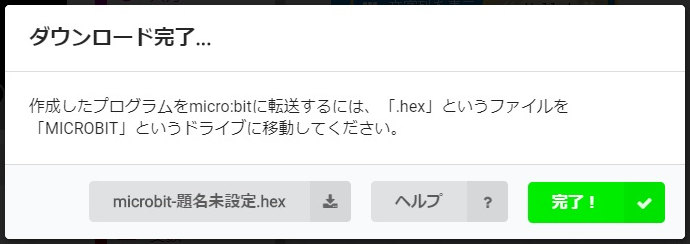 ダウンロード完了...
作成したプログラムをmicro:bitに転送するには、「.hex」というファイルを
「MICROBIT」というドライブに移動してください。
microbit-題名未設定.hex
ヘルプ ?
完了！